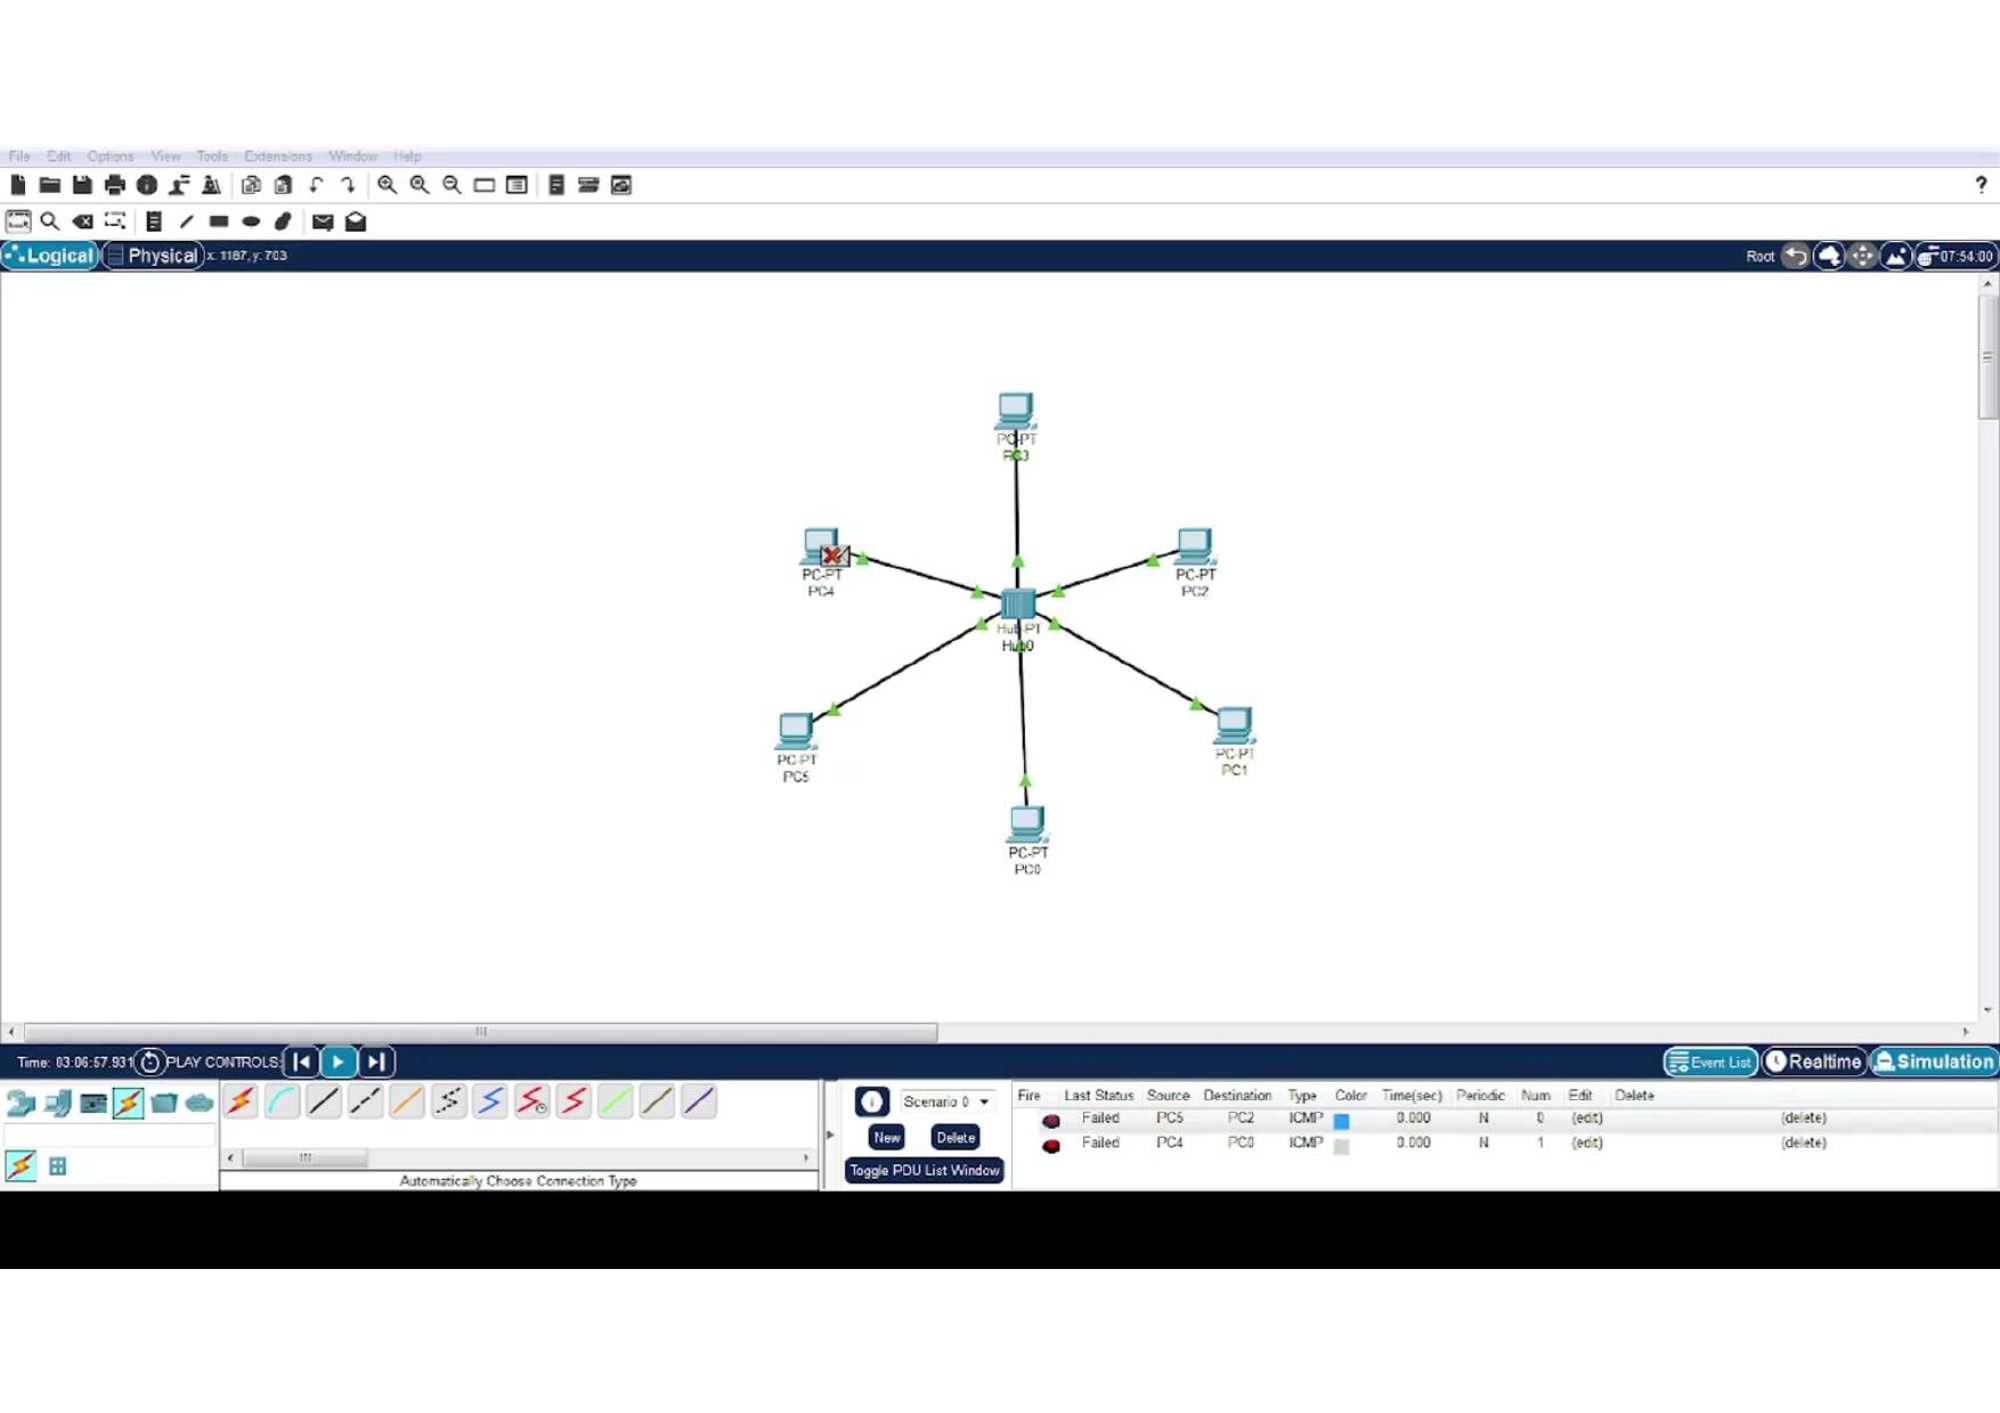 File Edit Options View Tools Extensions Window Help
?
Logical Physical x: 1187, y: 703 Root 07:54:00
PC-PT
PC3
PC-PT
PC4
PC-PT
PC2
Hub-PT
Hub0
PC-PT
PC5
PC-PT
PC1
PC-PT
PC0
Time: 03:06:57.931 PLAY CONTROLS: Event List Realtime Simulation
Scenario 0
New Delete
Toggle PDU List Window
Automatically Choose Connection Type
Fire Last Status Source Destination Type Color Time(sec) Periodic Num Edit Delete
Failed PC5 PC2 ICMP 0.000 N 0 (edit) (delete)
Failed PC4 PC0 ICMP 0.000 N 1 (edit) (delete)